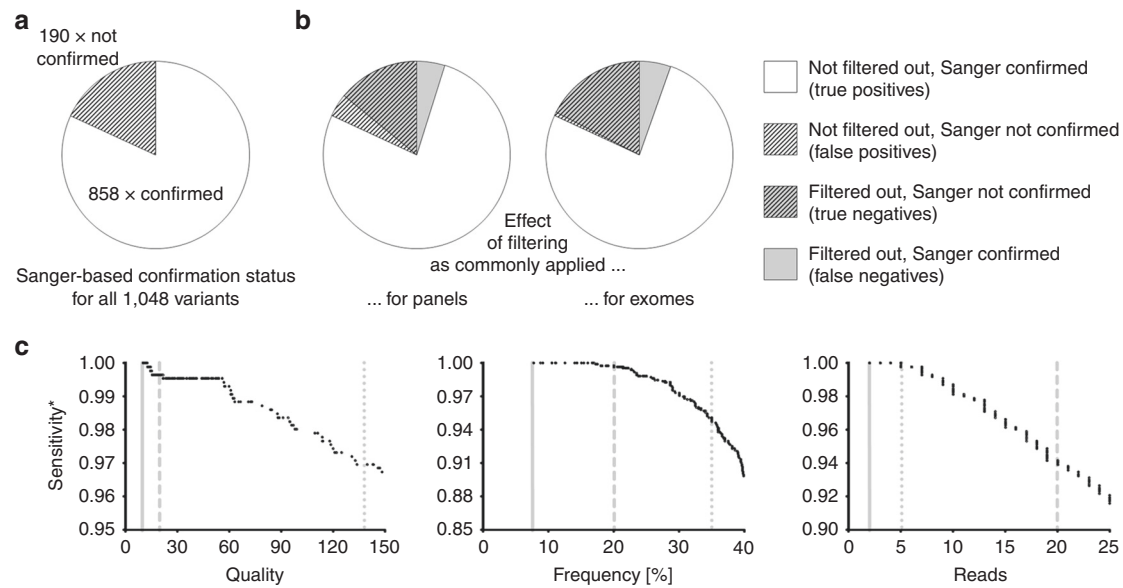 a
190 × not
confirmed
858 × confirmed
Sanger-based confirmation status
for all 1,048 variants
b
Effect
of filtering
as commonly applied ...
... for panels
... for exomes
Not filtered out, Sanger confirmed
(true positives)
Not filtered out, Sanger not confirmed
(false positives)
Filtered out, Sanger not confirmed
(true negatives)
Filtered out, Sanger confirmed
(false negatives)
c
Sensitivity*
1.00
0.99
0.98
0.97
0.96
0.95
0 30 60 90 120 150
Quality
1.00
0.97
0.94
0.91
0.88
0.85
0 10 20 30 40
Frequency [%]
1.00
0.98
0.96
0.94
0.92
0.90
0 5 10 15 20 25
Reads